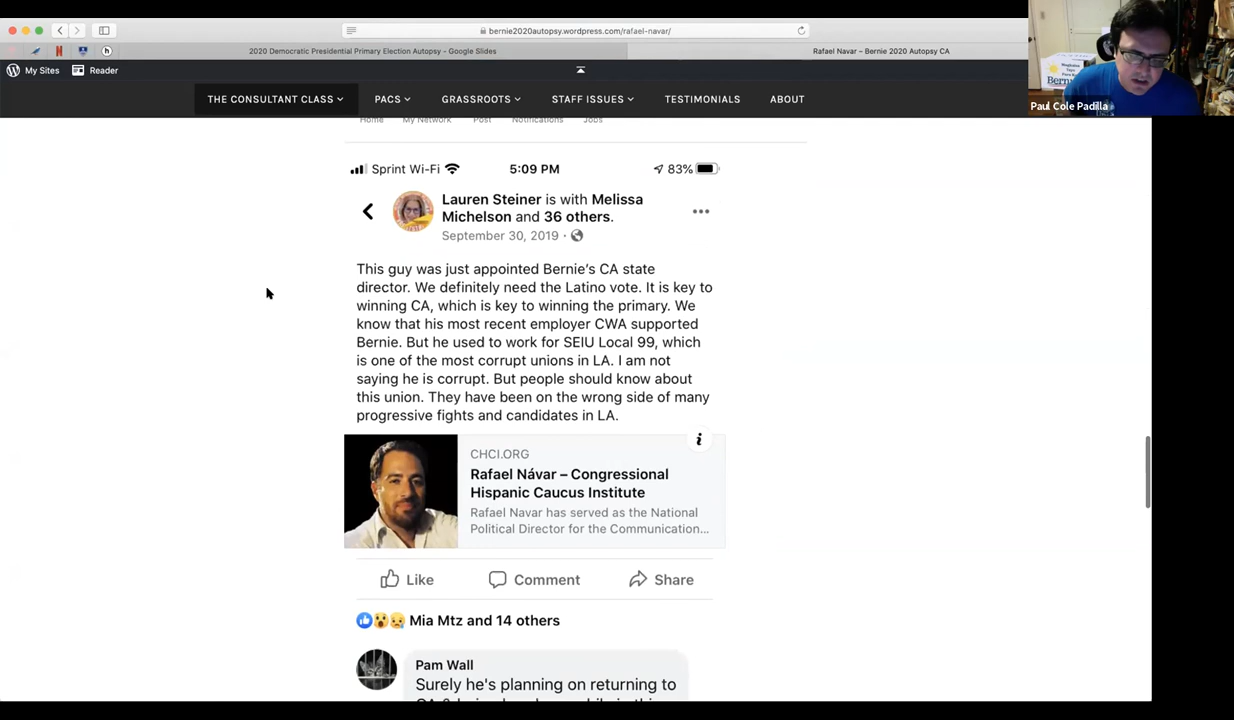 bernie2020autopsy.wordpress.com/rafael-navar/
2020 Democratic Presidential Primary Election Autopsy - Google Slides
Rafael Navar – Bernie 2020 Autopsy CA
My Sites
Reader
THE CONSULTANT CLASS
PACS
GRASSROOTS
STAFF ISSUES
TESTIMONIALS
ABOUT
Paul Cole Padilla
Home
My Network
Post
Notifications
Jobs
Sprint Wi-Fi
5:09 PM
83%
Lauren Steiner is with Melissa
Michelson and 36 others.
September 30, 2019 ·
This guy was just appointed Bernie's CA state
director. We definitely need the Latino vote. It is key to
winning CA, which is key to winning the primary. We
know that his most recent employer CWA supported
Bernie. But he used to work for SEIU Local 99, which
is one of the most corrupt unions in LA. I am not
saying he is corrupt. But people should know about
this union. They have been on the wrong side of many
progressive fights and candidates in LA.
CHCI.ORG
Rafael Návar – Congressional
Hispanic Caucus Institute
Rafael Navar has served as the National
Political Director for the Communication...
Like
Comment
Share
Mia Mtz and 14 others
Pam Wall
Surely he's planning on returning to